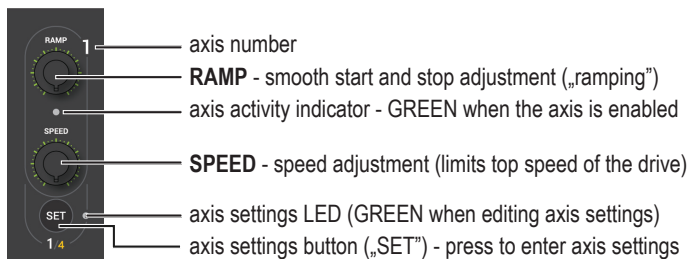 RAMP 1 axis number
RAMP - smooth start and stop adjustment („ramping”)
axis activity indicator - GREEN when the axis is enabled
SPEED
SPEED - speed adjustment (limits top speed of the drive)
SET axis settings LED (GREEN when editing axis settings)
1/4 axis settings button („SET”) - press to enter axis settings